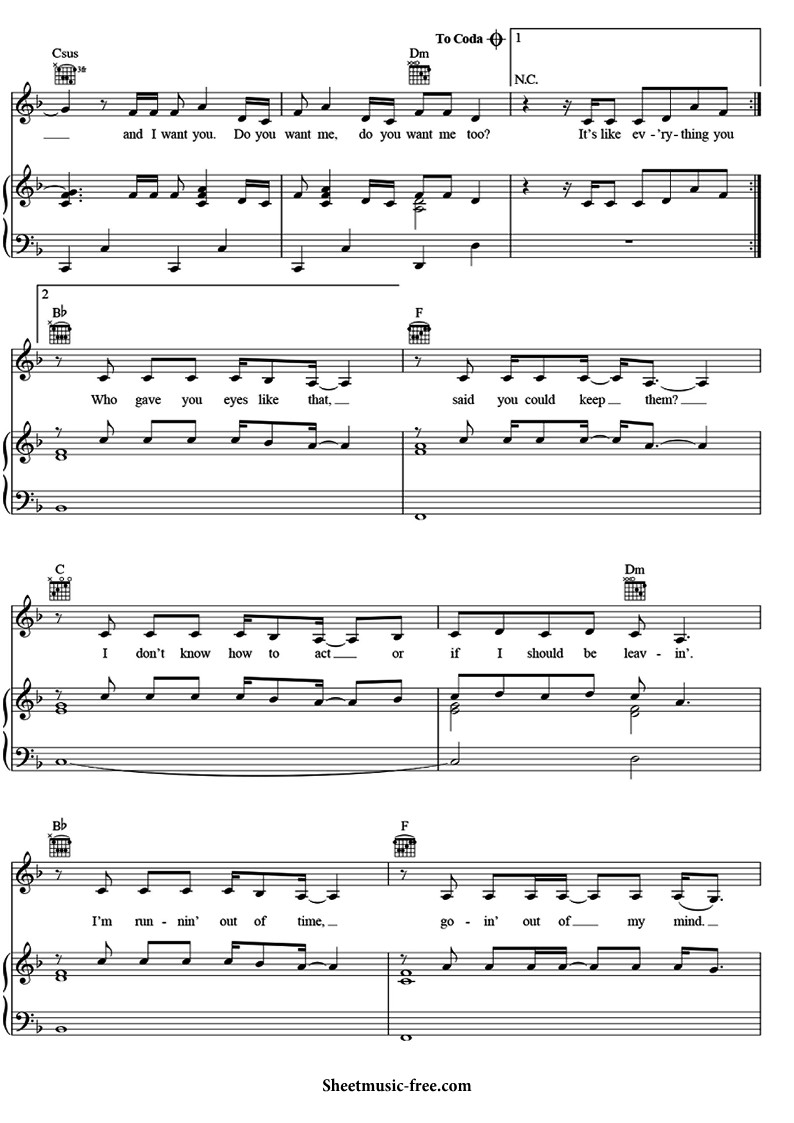 To Coda
1
Csus Dm N.C.
3fr
and I want you. Do you want me, do you want me too? It's like ev - 'ry - thing you
2
B♭ F
Who gave you eyes like that, said you could keep them?
C Dm
I don't know how to act or if I should be leav - in'.
B♭ F
I'm run - nin' out of time, go - in' out of my mind.
Sheetmusic-free.com